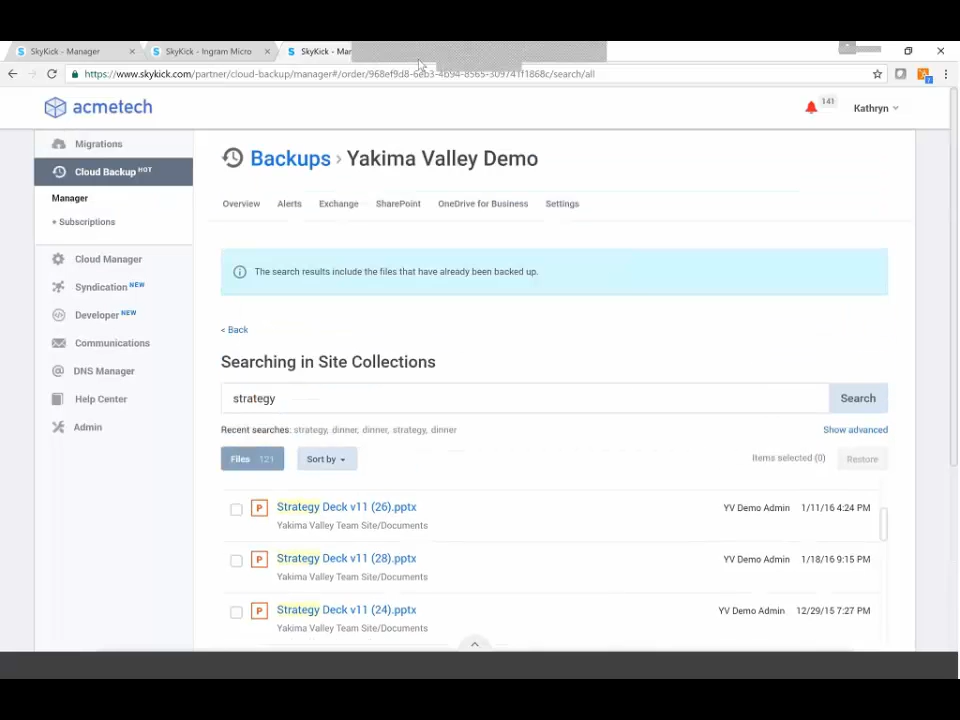 SkyKick - Manager
SkyKick - Ingram Micro
SkyKick - Mar
https://www.skykick.com/partner/cloud-backup/manager#/order/968ef9d8-6eb3-4b94-8565-309741f1868c/search/all
acmetech
141
Kathryn
Migrations
Cloud Backup HOT
Manager
+ Subscriptions
Cloud Manager
Syndication NEW
Developer NEW
Communications
DNS Manager
Help Center
Admin
Backups › Yakima Valley Demo
Overview Alerts Exchange SharePoint OneDrive for Business Settings
The search results include the files that have already been backed up.
< Back
Searching in Site Collections
strategy Search
Recent searches: strategy, dinner, dinner, strategy, dinner Show advanced
Files 121 Sort by Items selected (0) Restore
Strategy Deck v11 (26).pptx YV Demo Admin 1/11/16 4:24 PM
Yakima Valley Team Site/Documents
Strategy Deck v11 (28).pptx YV Demo Admin 1/18/16 9:15 PM
Yakima Valley Team Site/Documents
Strategy Deck v11 (24).pptx YV Demo Admin 12/29/15 7:27 PM
Yakima Valley Team Site/Documents